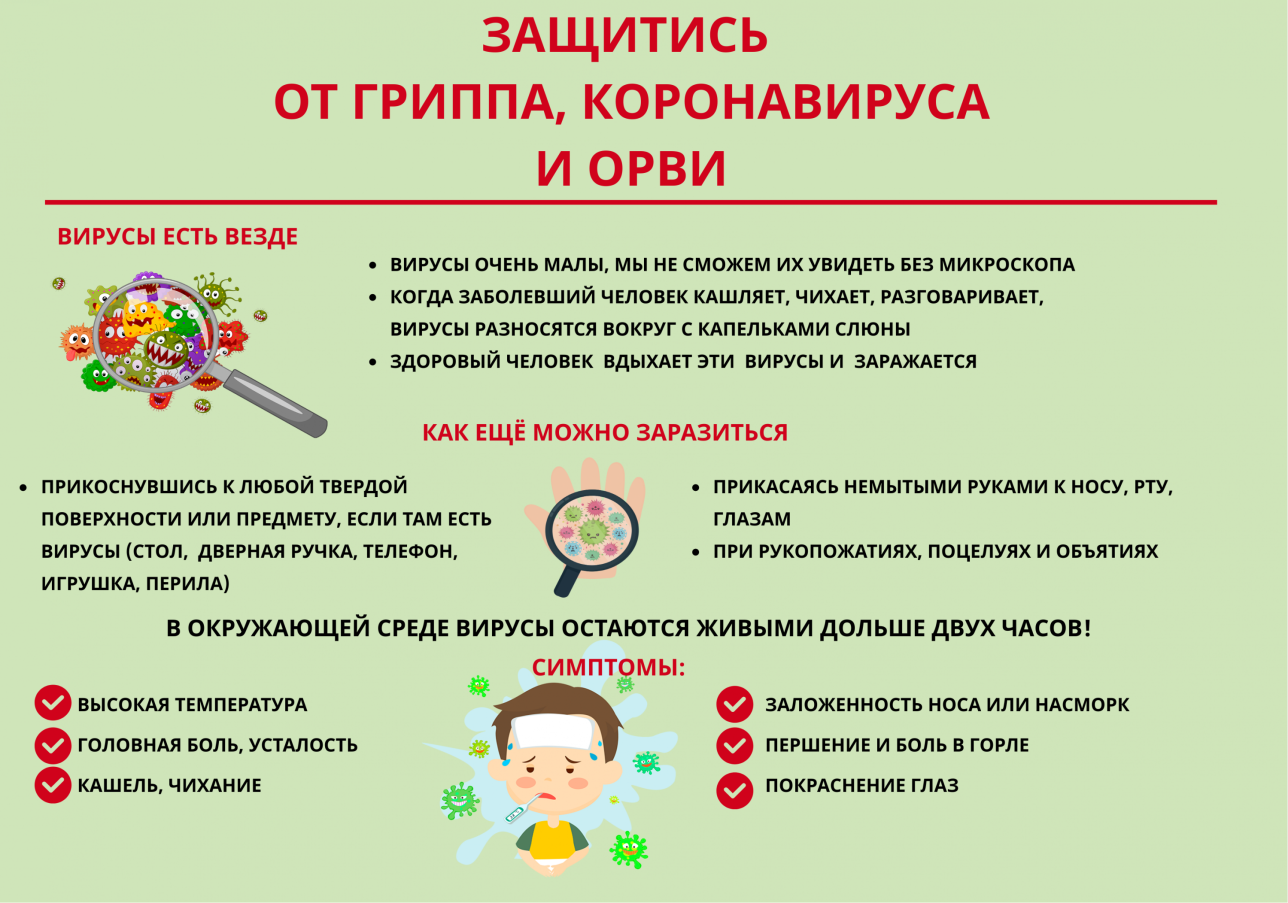 ЗАЩИТИСЬ
ОТ ГРИППА, КОРОНАВИРУСА
И ОРВИ
ВИРУСЫ ЕСТЬ ВЕЗДЕ
• ВИРУСЫ ОЧЕНЬ МАЛЫ, МЫ НЕ СМОЖЕМ ИХ УВИДЕТЬ БЕЗ МИКРОСКОПА
• КОГДА ЗАБОЛЕВШИЙ ЧЕЛОВЕК КАШЛЯЕТ, ЧИХАЕТ, РАЗГОВАРИВАЕТ,
ВИРУСЫ РАЗНОСЯТСЯ ВОКРУГ С КАПЕЛЬКАМИ СЛЮНЫ
• ЗДОРОВЫЙ ЧЕЛОВЕК ВДЫХАЕТ ЭТИ ВИРУСЫ И ЗАРАЖАЕТСЯ
КАК ЕЩЁ МОЖНО ЗАРАЗИТЬСЯ
• ПРИКОСНУВШИСЬ К ЛЮБОЙ ТВЕРДОЙ
ПОВЕРХНОСТИ ИЛИ ПРЕДМЕТУ, ЕСЛИ ТАМ ЕСТЬ
ВИРУСЫ (СТОЛ, ДВЕРНАЯ РУЧКА, ТЕЛЕФОН,
ИГРУШКА, ПЕРИЛА)
• ПРИКАСАЯСЬ НЕМЫТЫМИ РУКАМИ К НОСУ, РТУ,
ГЛАЗАМ
• ПРИ РУКОПОЖАТИЯХ, ПОЦЕЛУЯХ И ОБЪЯТИЯХ
В ОКРУЖАЮЩЕЙ СРЕДЕ ВИРУСЫ ОСТАЮТСЯ ЖИВЫМИ ДОЛЬШЕ ДВУХ ЧАСОВ!
СИМПТОМЫ:
ВЫСОКАЯ ТЕМПЕРАТУРА
ГОЛОВНАЯ БОЛЬ, УСТАЛОСТЬ
КАШЕЛЬ, ЧИХАНИЕ
ЗАЛОЖЕННОСТЬ НОСА ИЛИ НАСМОРК
ПЕРШЕНИЕ И БОЛЬ В ГОРЛЕ
ПОКРАСНЕНИЕ ГЛАЗ